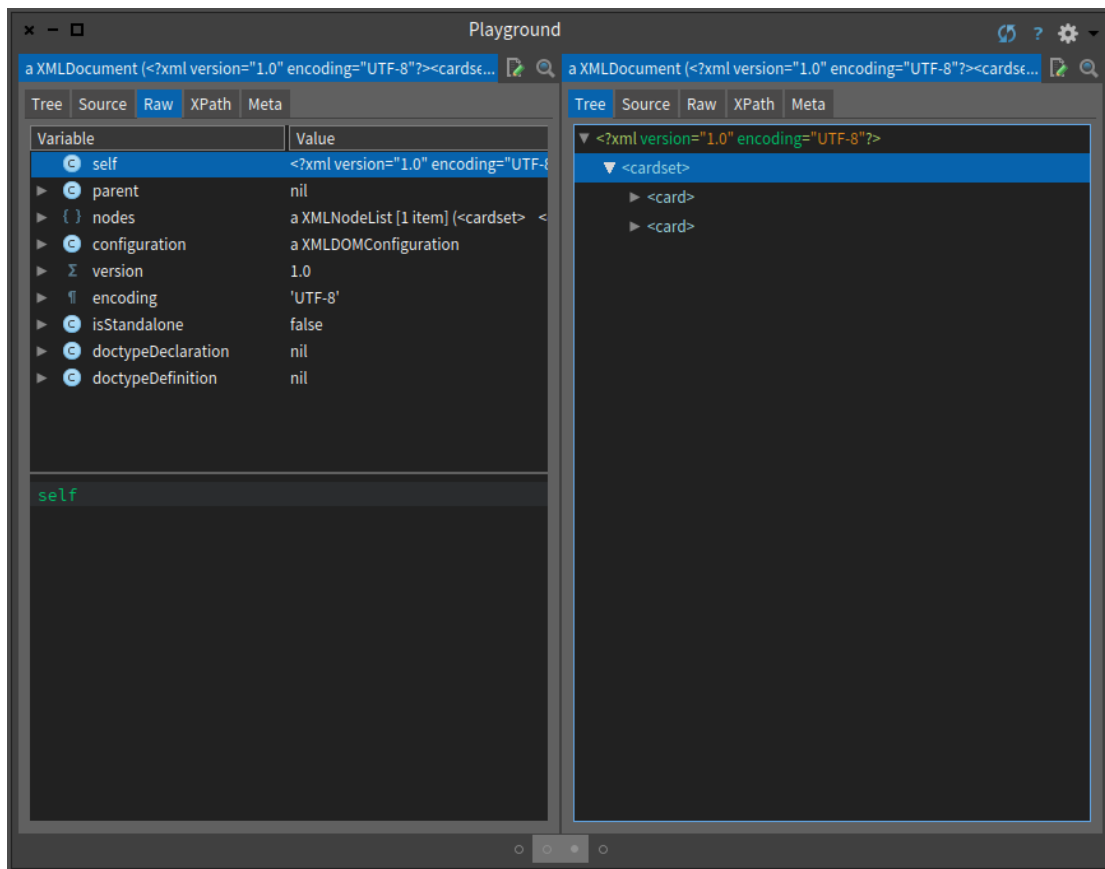 Playground
?
a XMLDocument (<?xml version="1.0" encoding="UTF-8"?><cardse...
Tree Source Raw XPath Meta
Variable Value
self <?xml version="1.0" encoding="UTF-8
parent nil
{ } nodes a XMLNodeList [1 item] (<cardset> <
configuration a XMLDOMConfiguration
Σ version 1.0
¶ encoding 'UTF-8'
isStandalone false
doctypeDeclaration nil
doctypeDefinition nil
self
a XMLDocument (<?xml version="1.0" encoding="UTF-8"?><cardse...
Tree Source Raw XPath Meta
<?xml version="1.0" encoding="UTF-8"?>
<cardset>
<card>
<card>